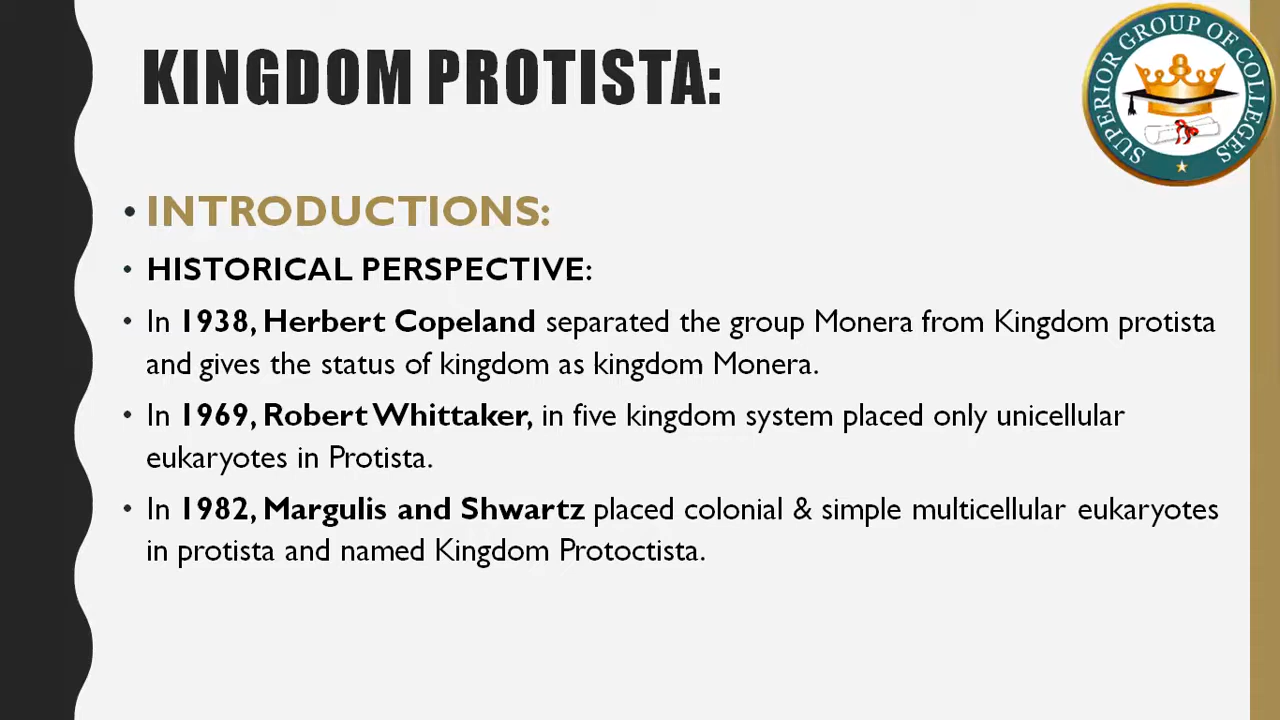 KINGDOM PROTISTA:
SUPERIOR GROUP OF COLLEGES
• INTRODUCTIONS:
• HISTORICAL PERSPECTIVE:
• In 1938, Herbert Copeland separated the group Monera from Kingdom protista
and gives the status of kingdom as kingdom Monera.
• In 1969, Robert Whittaker, in five kingdom system placed only unicellular
eukaryotes in Protista.
• In 1982, Margulis and Shwartz placed colonial & simple multicellular eukaryotes
in protista and named Kingdom Protoctista.